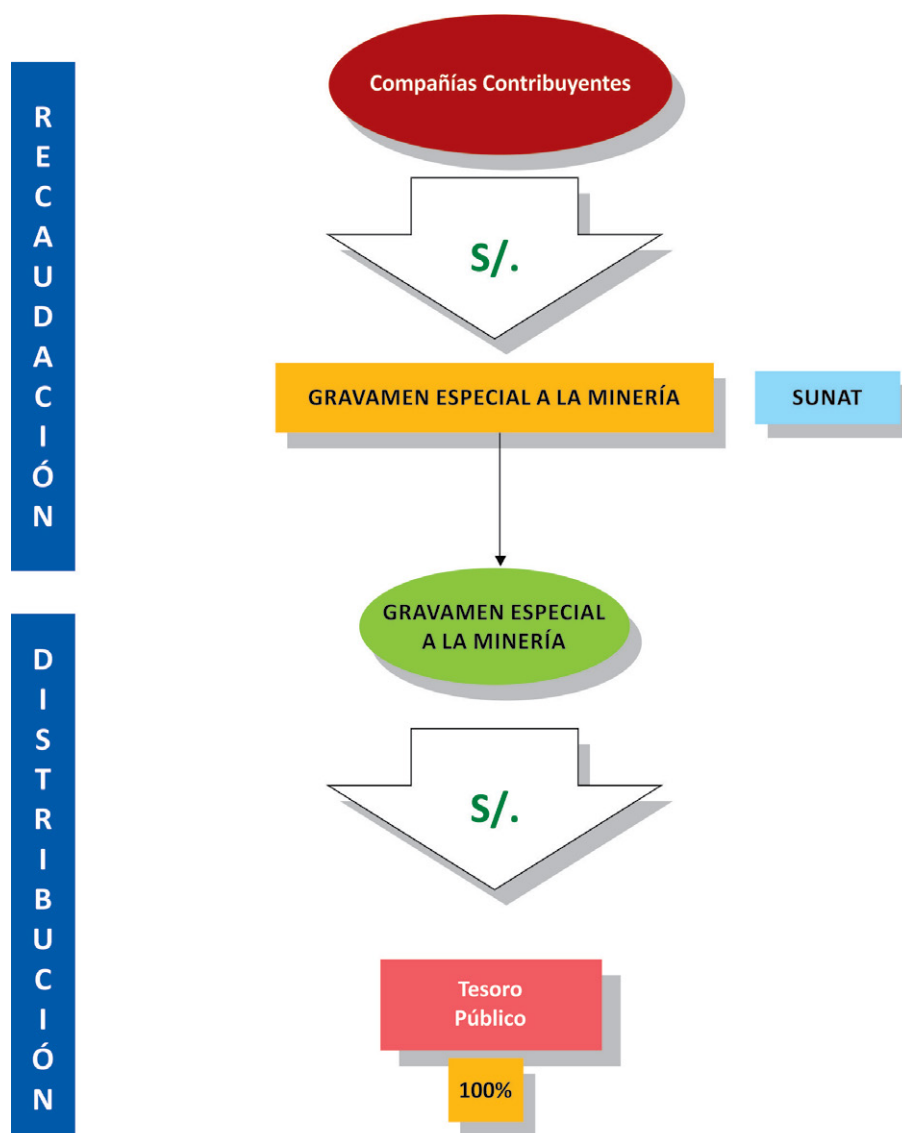 RECAUDACIÓN
Compañías Contribuyentes
S/.
GRAVAMEN ESPECIAL A LA MINERÍA
SUNAT
GRAVAMEN ESPECIAL
A LA MINERÍA
DISTRIBUCIÓN
S/.
Tesoro
Público
100%